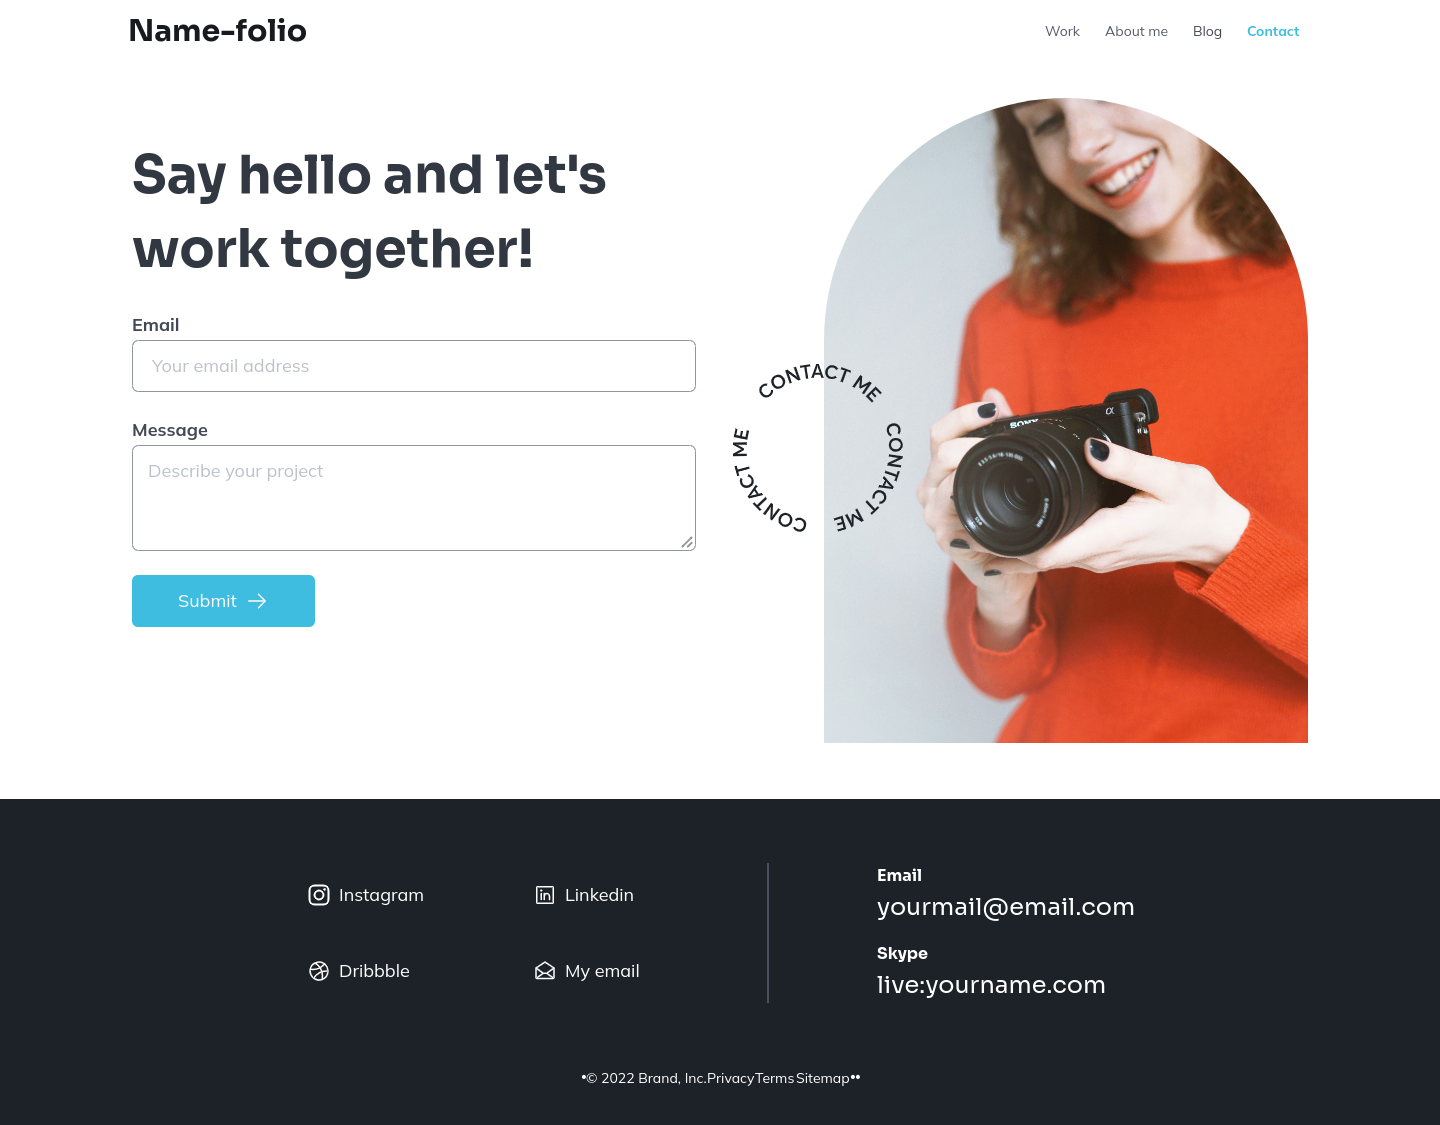 Name-folio
Work About me Blog Contact
Say hello and let's
work together!
Email
Your email address
Message
Describe your project
Submit
CONTACT ME CONTACT ME CONTACT ME
SONY
α
Instagram
Linkedin
Dribbble
My email
Email
yourmail@email.com
Skype
live:yourname.com
•© 2022 Brand, Inc.PrivacyTermsSitemap••